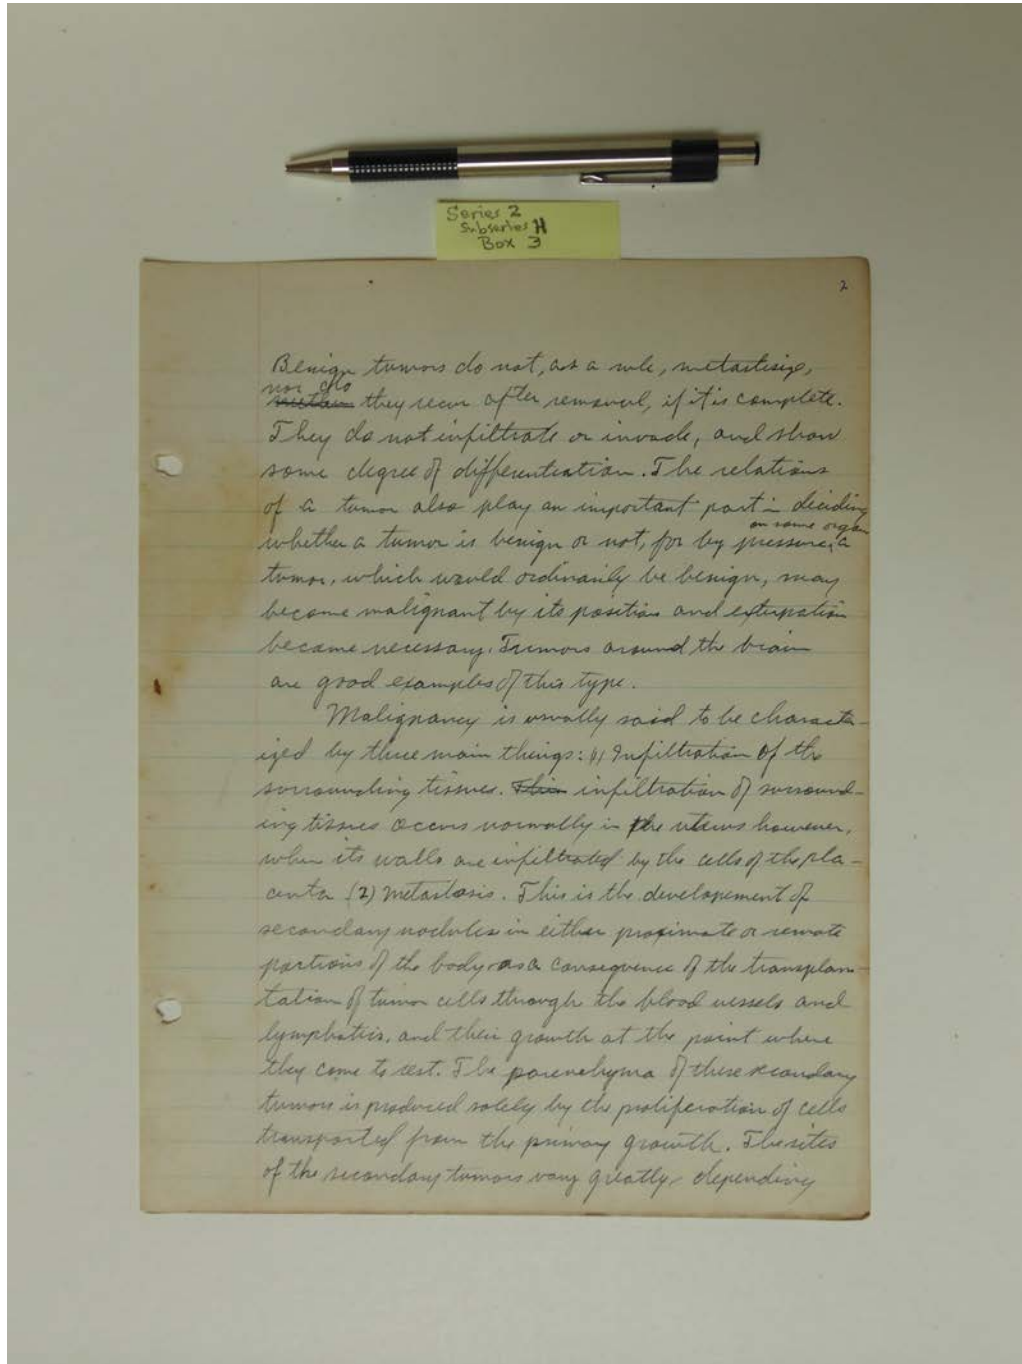 Series 2
Subseries H
Box 3
2
Benign tumors do not, as a rule, metastisize,
nor do
they recur after removal, if it is complete.
They do not infiltrate or invade, and show
some degree of differentiation. The relations
of a tumor also play an important part in deciding
on some organ
whether a tumor is benign or not, for by pressure, a
tumor, which would ordinarily be benign, may
become malignant by its position and extirpation
became necessary. Tumors around the brain
are good examples of this type.
Malignancy is usually said to be character-
ized by three main things: (1) Infiltration of the
surrounding tissues. This infiltration of surround-
ing tissues occurs normally in the uterus however,
when its walls are infiltrated by the cells of the pla-
centa (2) Metastasis. This is the developement of
secondary nodules in either proximate or remote
portions of the body as a consequence of the transplan-
tation of tumor cells through the blood vessels and
lymphatics, and their growth at the point where
they come to rest. The parenchyma of these secondary
tumors is produced solely by the proliferation of cells
transported from the primary growth. The sites
of the secondary tumors vary greatly, depending